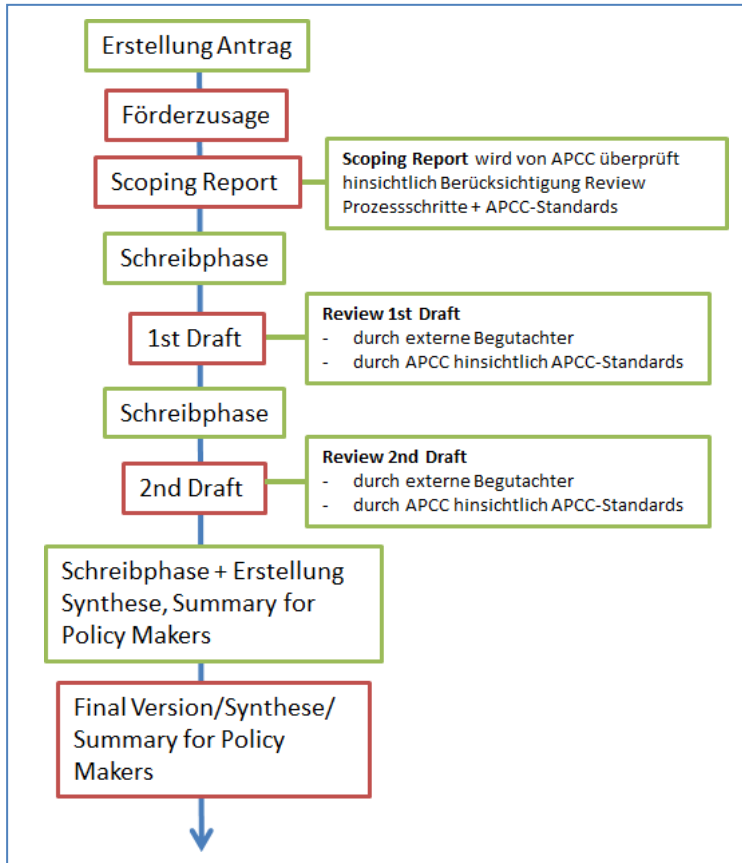 Erstellung Antrag
Förderzusage
Scoping Report
Scoping Report wird von APCC überprüft
hinsichtlich Berücksichtigung Review
Prozessschritte + APCC-Standards
Schreibphase
1st Draft
Review 1st Draft
- durch externe Begutachter
- durch APCC hinsichtlich APCC-Standards
Schreibphase
2nd Draft
Review 2nd Draft
- durch externe Begutachter
- durch APCC hinsichtlich APCC-Standards
Schreibphase + Erstellung
Synthese, Summary for
Policy Makers
Final Version/Synthese/
Summary for Policy
Makers